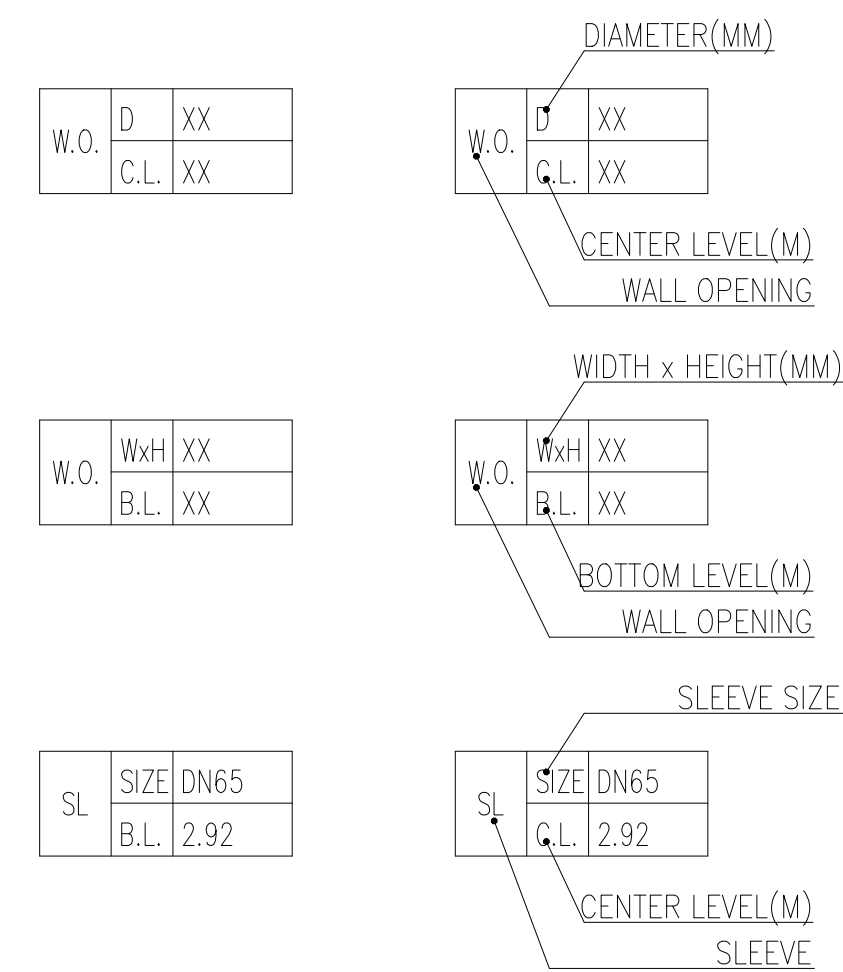 DIAMETER(MM)
W.O. D XX
C.L. XX
W.O. D XX
C.L. XX
CENTER LEVEL(M)
WALL OPENING
WIDTH x HEIGHT(MM)
W.O. WxH XX
B.L. XX
W.O. WxH XX
B.L. XX
BOTTOM LEVEL(M)
WALL OPENING
SLEEVE SIZE
SL SIZE DN65
B.L. 2.92
SL SIZE DN65
C.L. 2.92
CENTER LEVEL(M)
SLEEVE